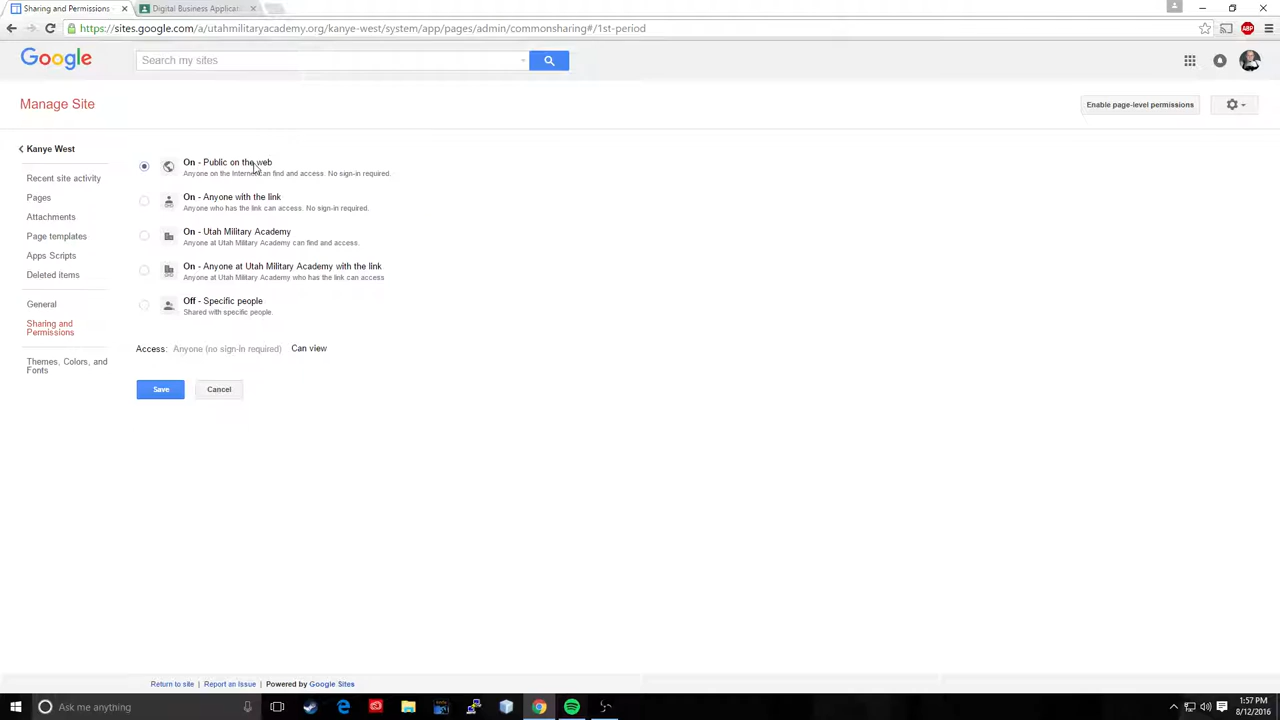 Sharing and Permissions -
Digital Business Applicati
https://sites.google.com/a/utahmilitaryacademy.org/kanye-west/system/app/pages/admin/commonsharing#/1st-period
ABP
Google
Search my sites
Manage Site
Enable page-level permissions
Kanye West
Recent site activity
Pages
Attachments
Page templates
Apps Scripts
Deleted items
General
Sharing and
Permissions
Themes, Colors, and
Fonts
On - Public on the web
Anyone on the Internet can find and access. No sign-in required.
On - Anyone with the link
Anyone who has the link can access. No sign-in required.
On - Utah Military Academy
Anyone at Utah Military Academy can find and access.
On - Anyone at Utah Military Academy with the link
Anyone at Utah Military Academy who has the link can access
Off - Specific people
Shared with specific people.
Access: Anyone (no sign-in required) Can view
Save
Cancel
Return to site | Report an Issue | Powered by Google Sites
Ask me anything
1:57 PM
8/12/2016